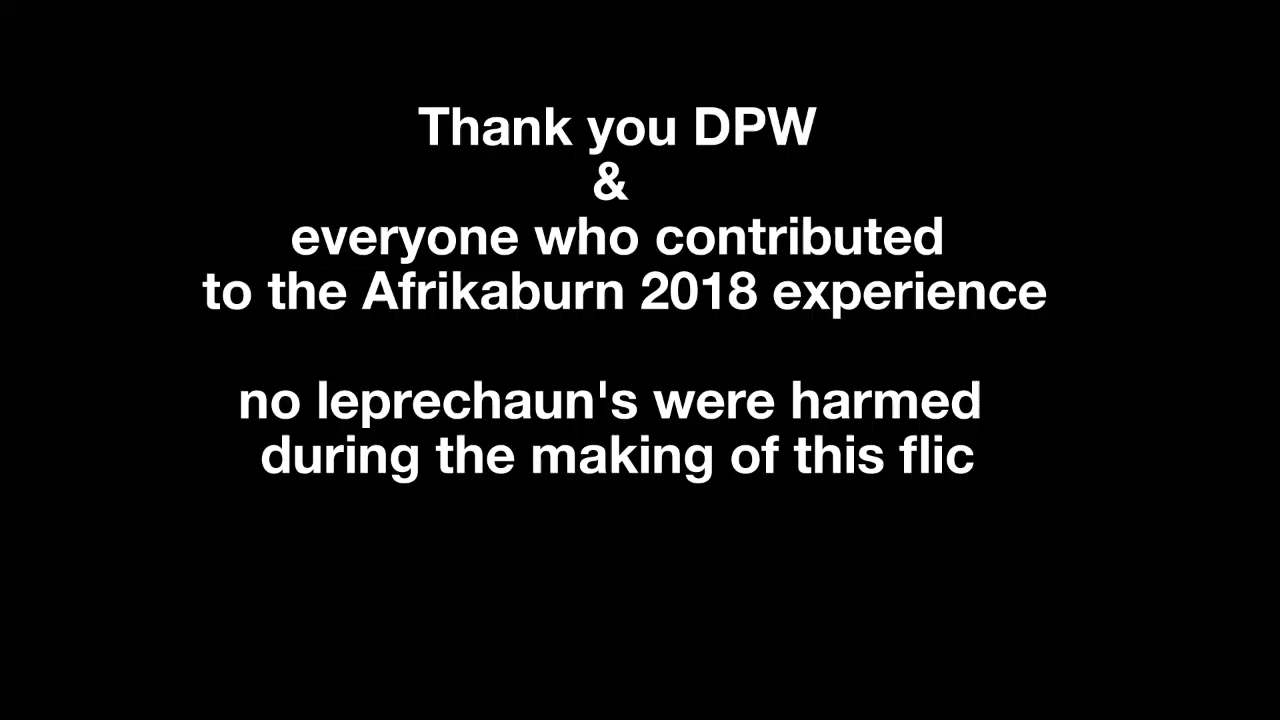 Thank you DPW
&
everyone who contributed
to the Afrikaburn 2018 experience
no leprechaun's were harmed
during the making of this flic